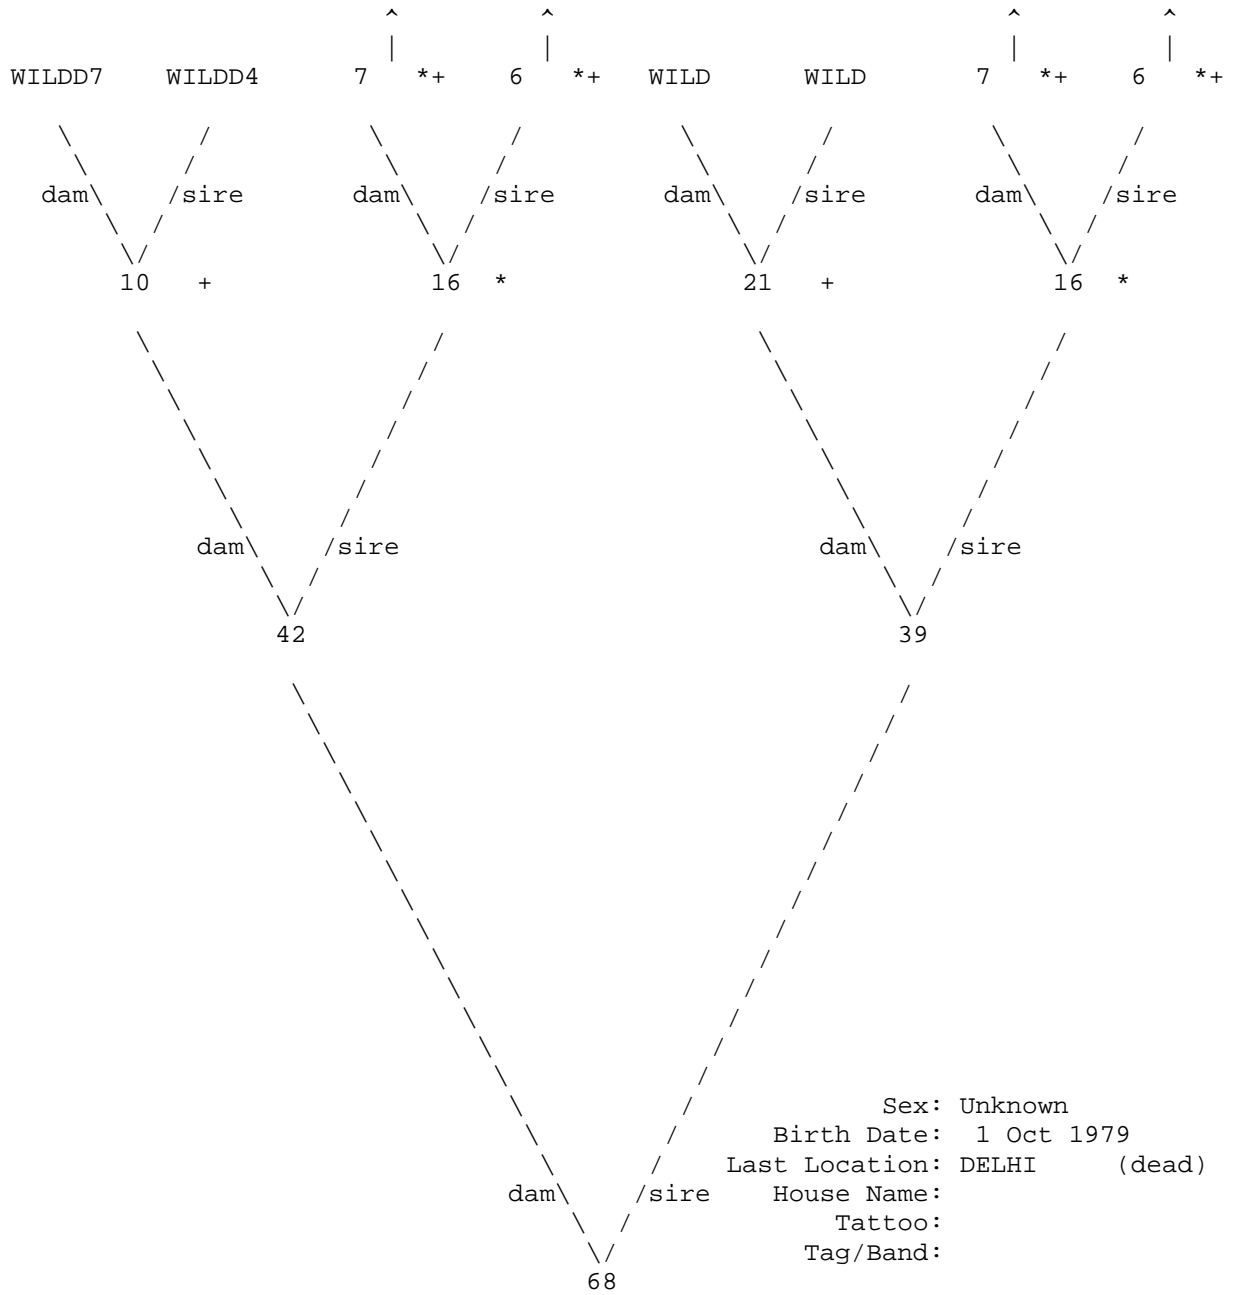 ^ ^ ^ ^
| | | |
WILDD7 WILDD4 7 *+ 6 *+ WILD WILD 7 *+ 6 *+
dam sire dam sire dam sire dam sire
10 + 16 * 21 + 16 *
dam sire dam sire
42 39
Sex: Unknown
Birth Date: 1 Oct 1979
Last Location: DELHI (dead)
dam sire House Name:
Tattoo:
Tag/Band:
68